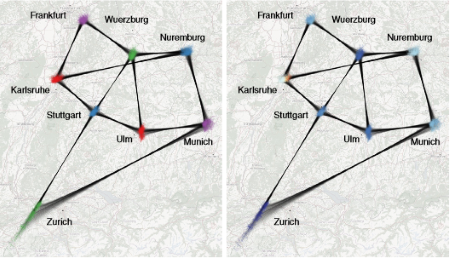 Frankfurt
Wuerzburg
Nuremburg
Karlsruhe
Stuttgart
Ulm
Munich
Zurich
Frankfurt
Wuerzburg
Nuremburg
Karlsruhe
Stuttgart
Ulm
Munich
Zurich